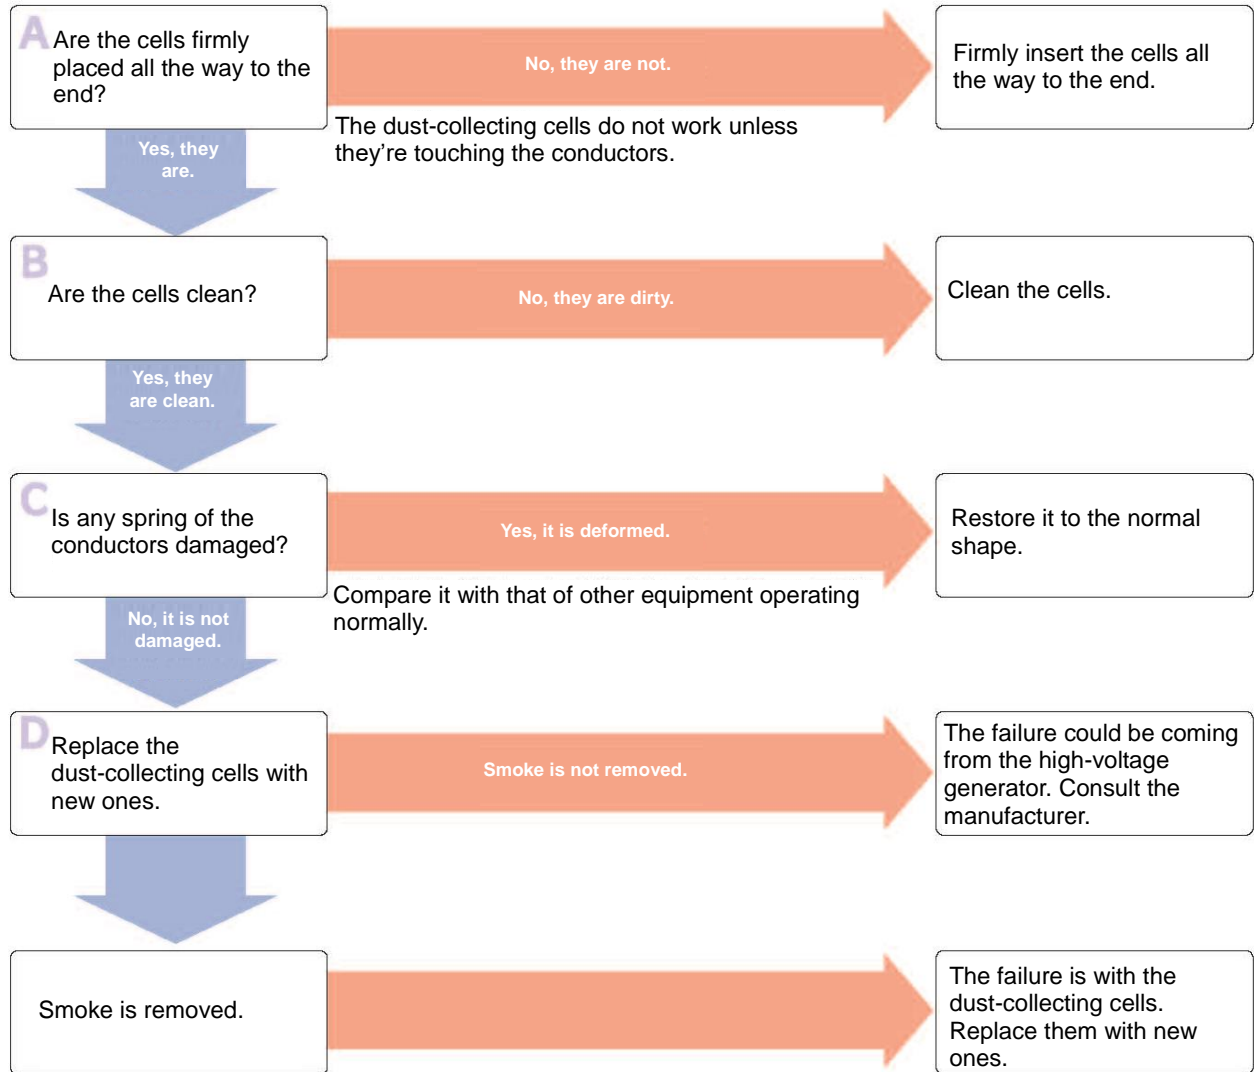 A
Are the cells firmly
placed all the way to the
end?
No, they are not.
Firmly insert the cells all
the way to the end.
The dust-collecting cells do not work unless
they’re touching the conductors.
Yes, they
are.
B
Are the cells clean?
No, they are dirty.
Clean the cells.
Yes, they
are clean.
C
Is any spring of the
conductors damaged?
Yes, it is deformed.
Restore it to the normal
shape.
Compare it with that of other equipment operating
normally.
No, it is not
damaged.
D
Replace the
dust-collecting cells with
new ones.
Smoke is not removed.
The failure could be coming
from the high-voltage
generator. Consult the
manufacturer.
Smoke is removed.
The failure is with the
dust-collecting cells.
Replace them with new
ones.